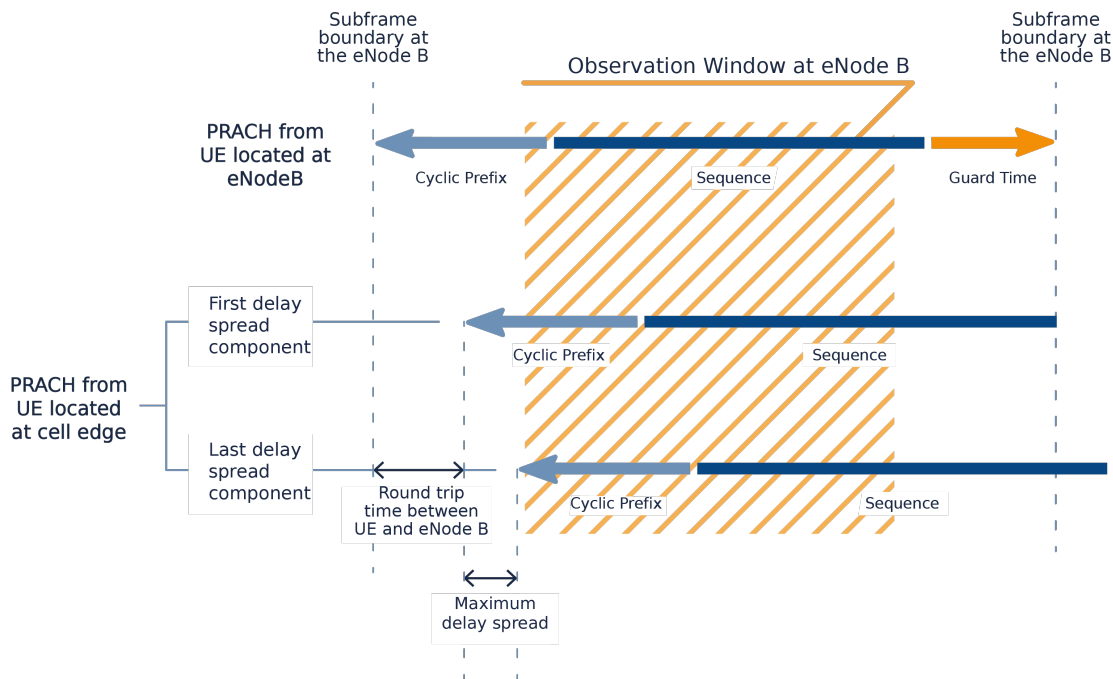 Subframe
boundary at
the eNode B
Subframe
boundary at
the eNode B
Observation Window at eNode B
PRACH from
UE located at
eNodeB
Cyclic Prefix
Sequence
Guard Time
First delay
spread
component
Cyclic Prefix
Sequence
PRACH from
UE located
at cell edge
Last delay
spread
component
Round trip
time between
UE and eNode B
Cyclic Prefix
Sequence
Maximum
delay spread